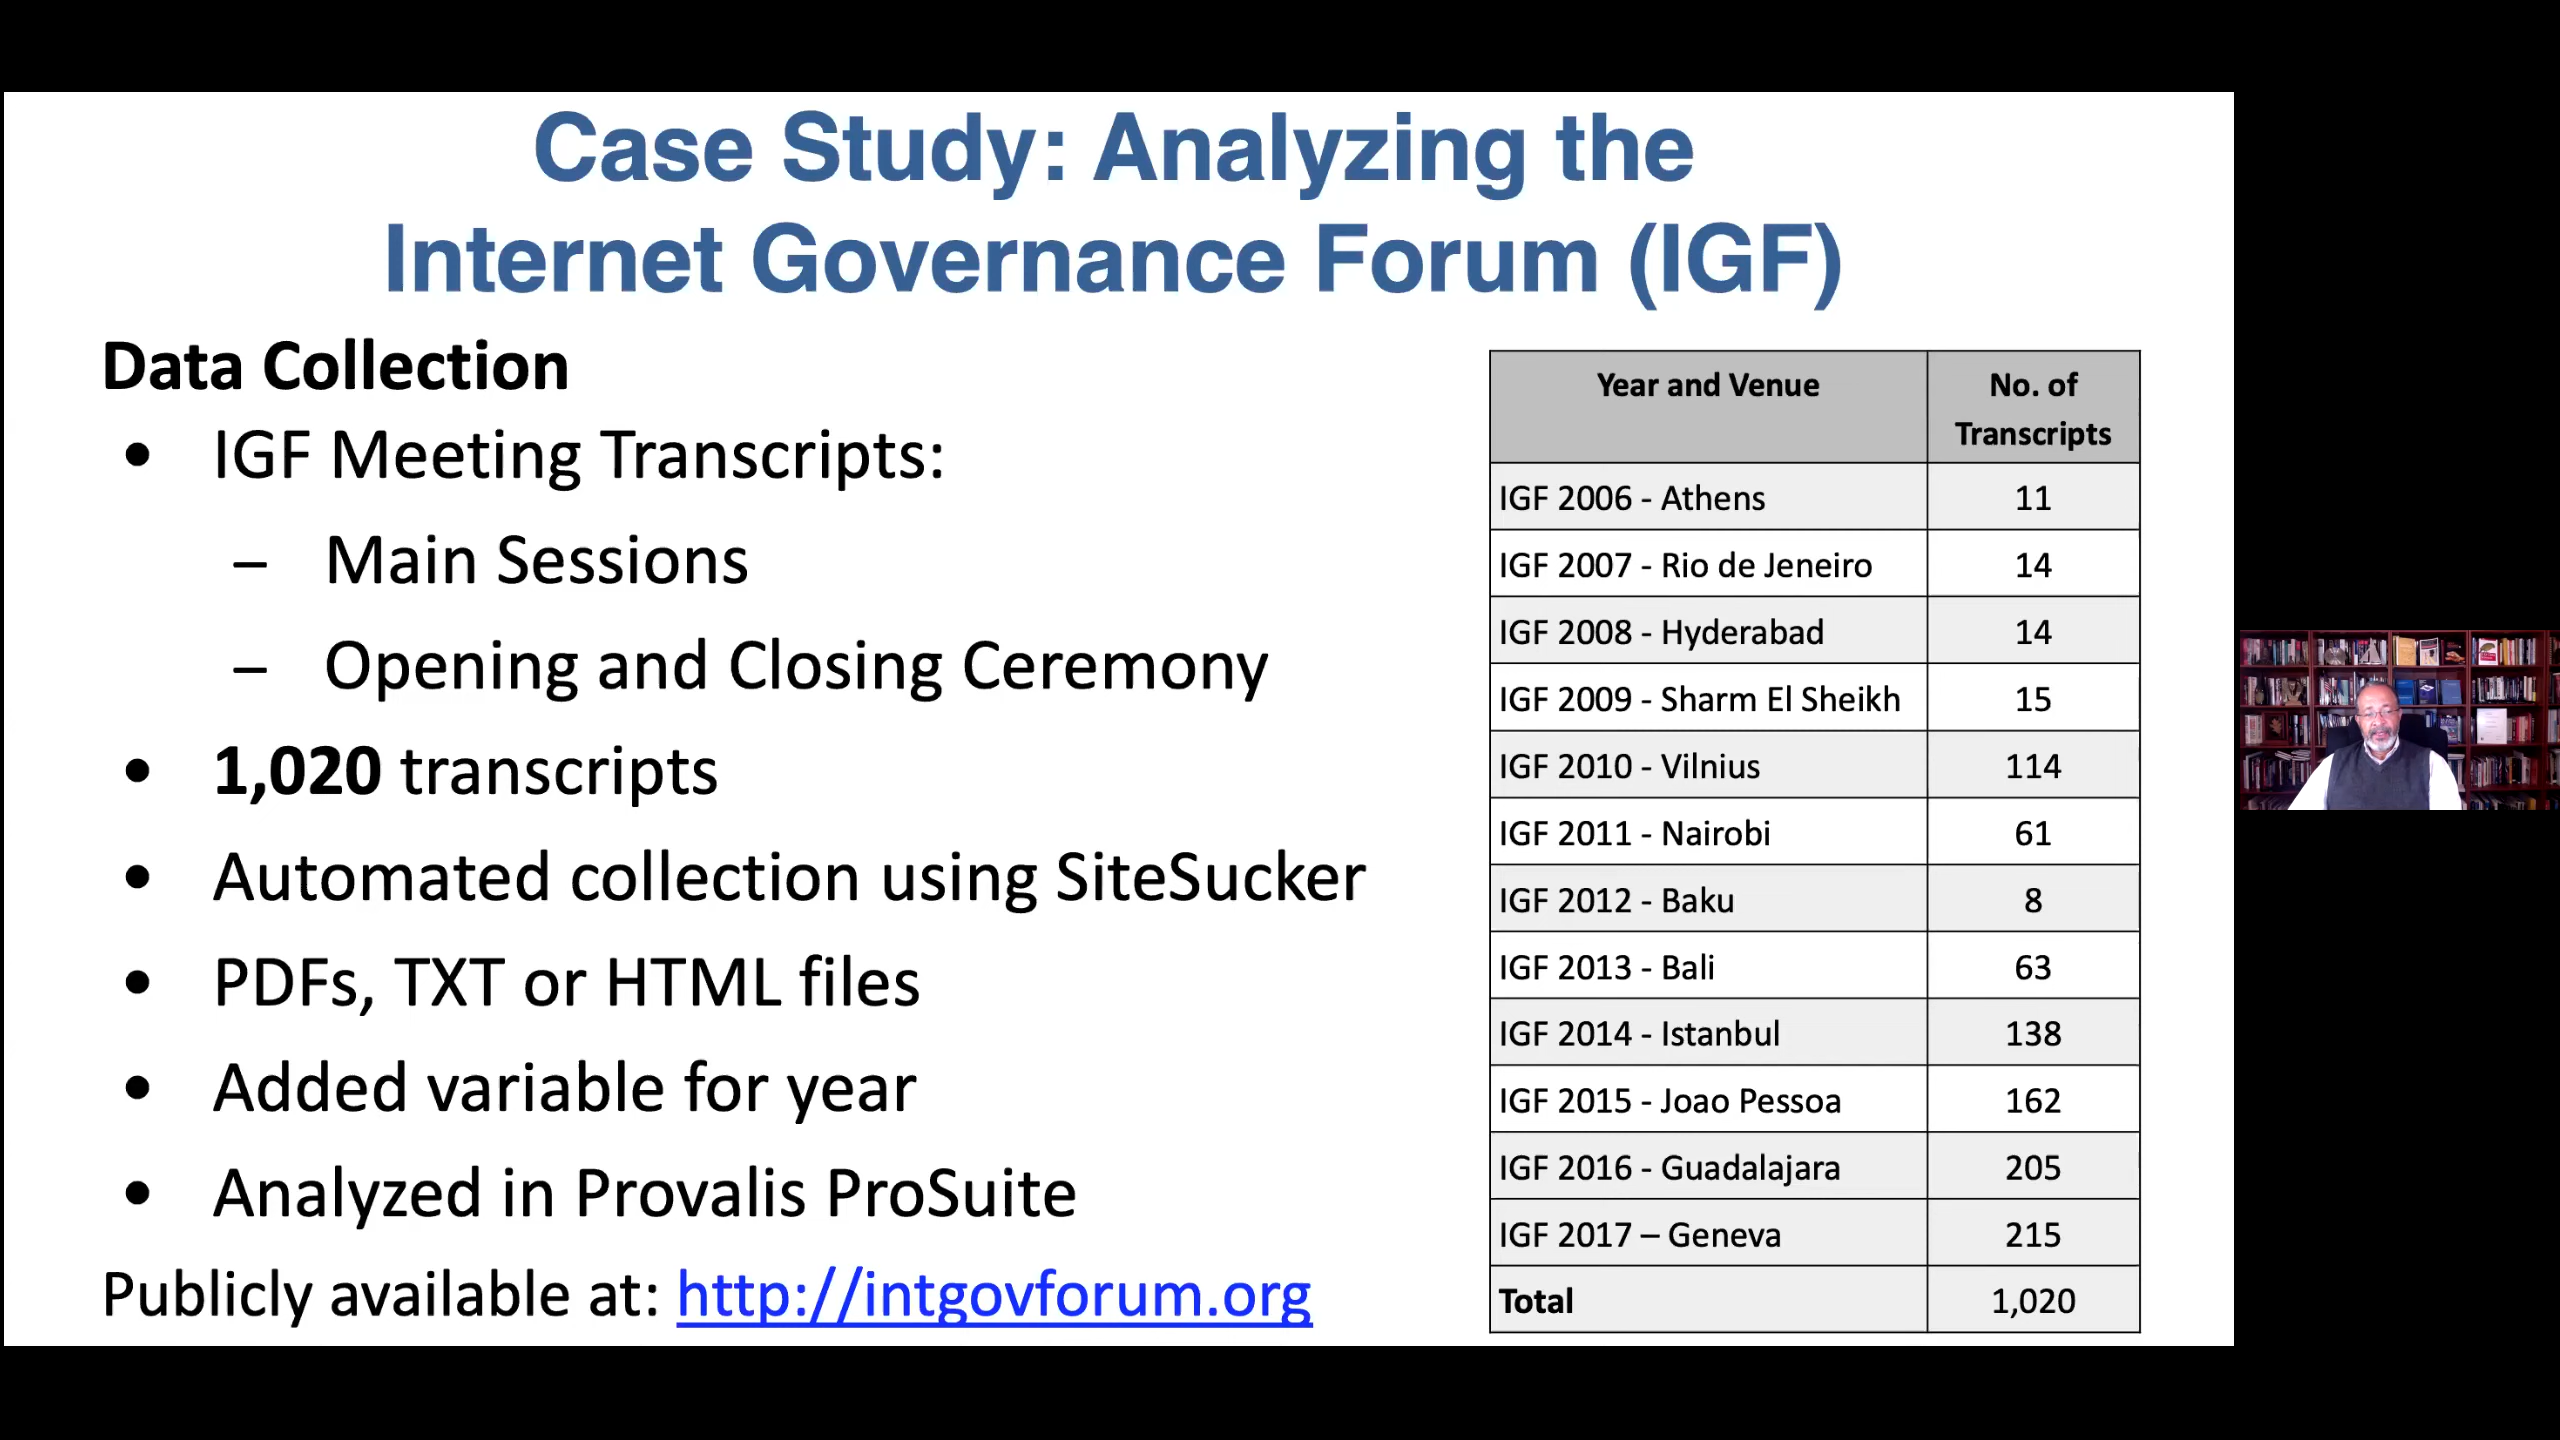 Case Study: Analyzing the
Internet Governance Forum (IGF)
Data Collection
• IGF Meeting Transcripts:
– Main Sessions
– Opening and Closing Ceremony
• 1,020 transcripts
• Automated collection using SiteSucker
• PDFs, TXT or HTML files
• Added variable for year
• Analyzed in Provalis ProSuite
Publicly available at: http://intgovforum.org
Year and Venue No. of
Transcripts
IGF 2006 - Athens 11
IGF 2007 - Rio de Jeneiro 14
IGF 2008 - Hyderabad 14
IGF 2009 - Sharm El Sheikh 15
IGF 2010 - Vilnius 114
IGF 2011 - Nairobi 61
IGF 2012 - Baku 8
IGF 2013 - Bali 63
IGF 2014 - Istanbul 138
IGF 2015 - Joao Pessoa 162
IGF 2016 - Guadalajara 205
IGF 2017 – Geneva 215
Total 1,020